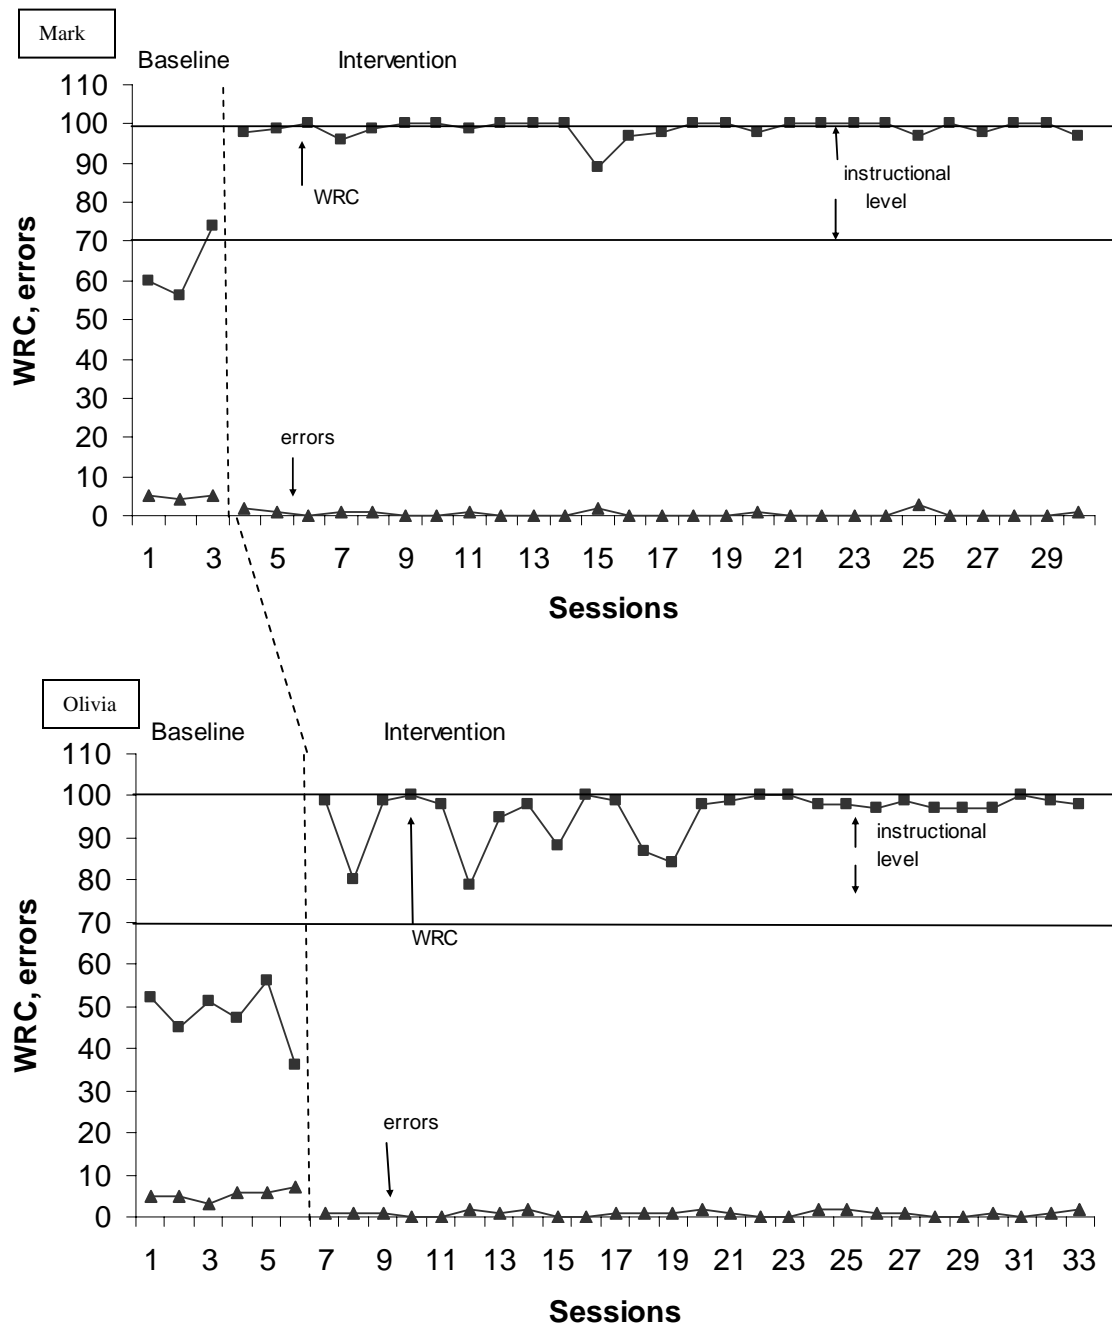 Mark
Baseline Intervention
110
100
90
80
70
60
50
40
30
20
10
0
WRC, errors
WRC
instructional
level
errors
1 3 5 7 9 11 13 15 17 19 21 23 25 27 29
Sessions
Olivia
Baseline Intervention
110
100
90
80
70
60
50
40
30
20
10
0
WRC, errors
instructional
level
WRC
errors
1 3 5 7 9 11 13 15 17 19 21 23 25 27 29 31 33
Sessions